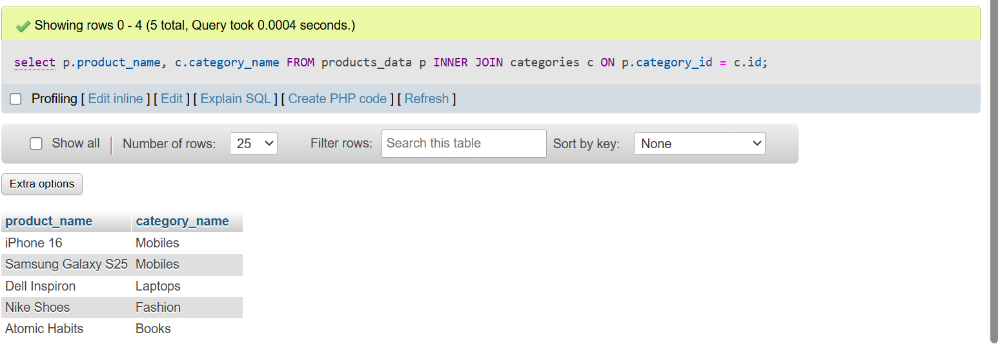 Showing rows 0 - 4 (5 total, Query took 0.0004 seconds.)
select p.product_name, c.category_name FROM products_data p INNER JOIN categories c ON p.category_id = c.id;
Profiling [ Edit inline ] [ Edit ] [ Explain SQL ] [ Create PHP code ] [ Refresh ]
Show all | Number of rows: 25 Filter rows: Search this table Sort by key: None
Extra options
product_name category_name
iPhone 16 Mobiles
Samsung Galaxy S25 Mobiles
Dell Inspiron Laptops
Nike Shoes Fashion
Atomic Habits Books